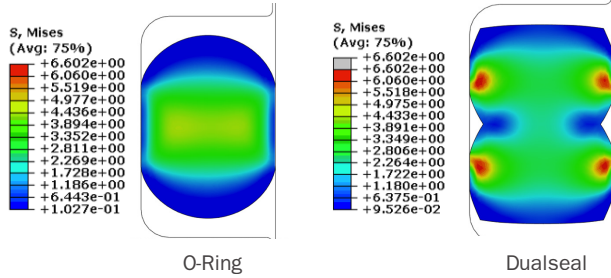 S, Mises
(Avg: 75%)
+6.602e+00
+6.060e+00
+5.519e+00
+4.977e+00
+4.436e+00
+3.894e+00
+3.352e+00
+2.811e+00
+2.269e+00
+1.728e+00
+1.186e+00
+6.443e-01
+1.027e-01
O-Ring
S, Mises
(Avg: 75%)
+6.602e+00
+6.060e+00
+5.518e+00
+4.975e+00
+4.433e+00
+3.891e+00
+3.349e+00
+2.806e+00
+2.264e+00
+1.722e+00
+1.180e+00
+6.375e-01
+9.526e-02
Dualseal